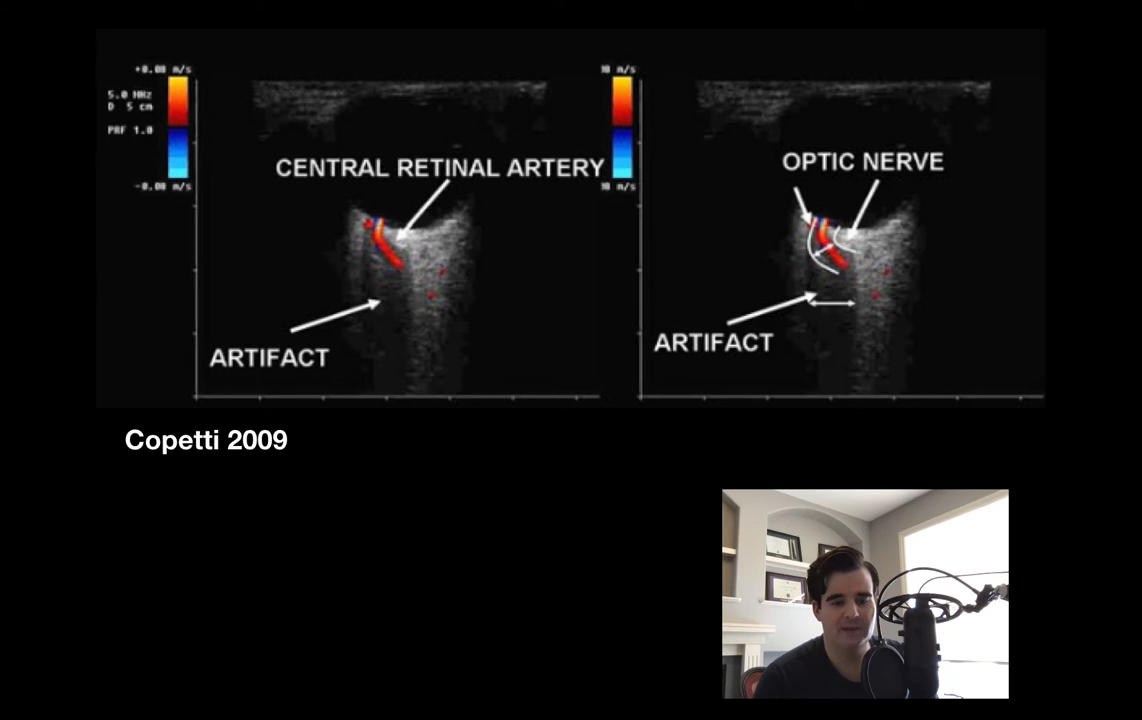 +0.08 m/s
5.0 MHz
D 5 cm
PRF 1.0
-0.08 m/s
m/s
m/s
CENTRAL RETINAL ARTERY
ARTIFACT
OPTIC NERVE
ARTIFACT
Copetti 2009